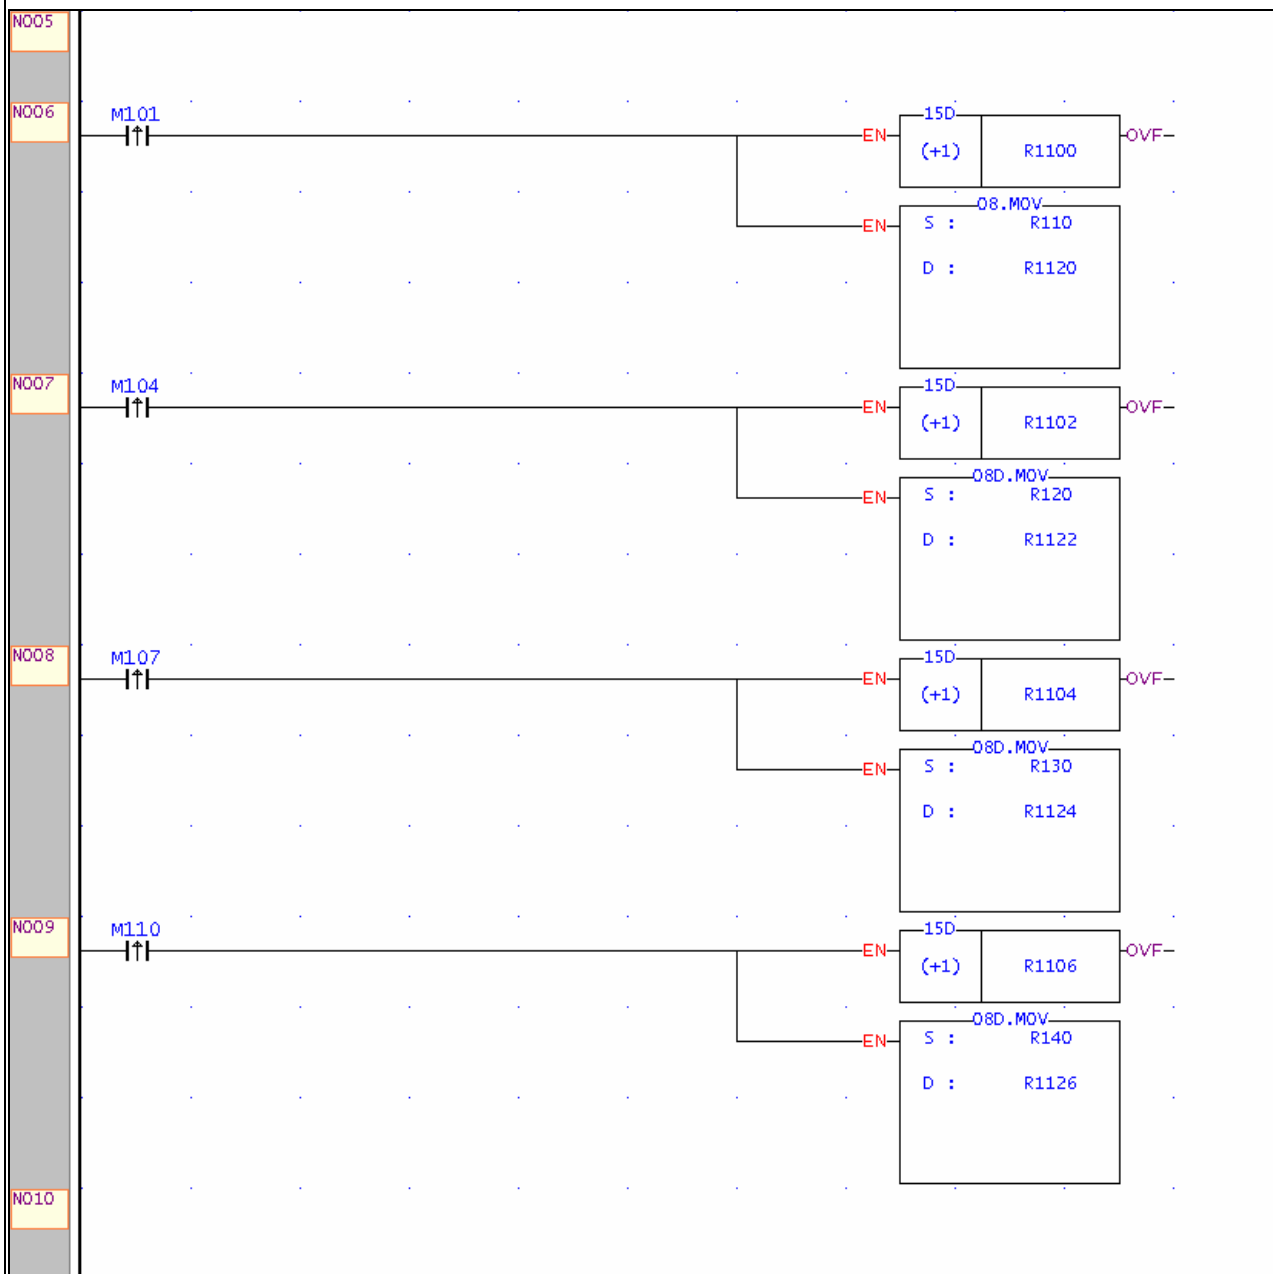 N005
N006
M101
15D
EN
(+1) R1100
OVF
08.MOV
EN
S : R110
D : R1120
N007
M104
15D
EN
(+1) R1102
OVF
08D.MOV
EN
S : R120
D : R1122
N008
M107
15D
EN
(+1) R1104
OVF
08D.MOV
EN
S : R130
D : R1124
N009
M110
15D
EN
(+1) R1106
OVF
08D.MOV
EN
S : R140
D : R1126
N010